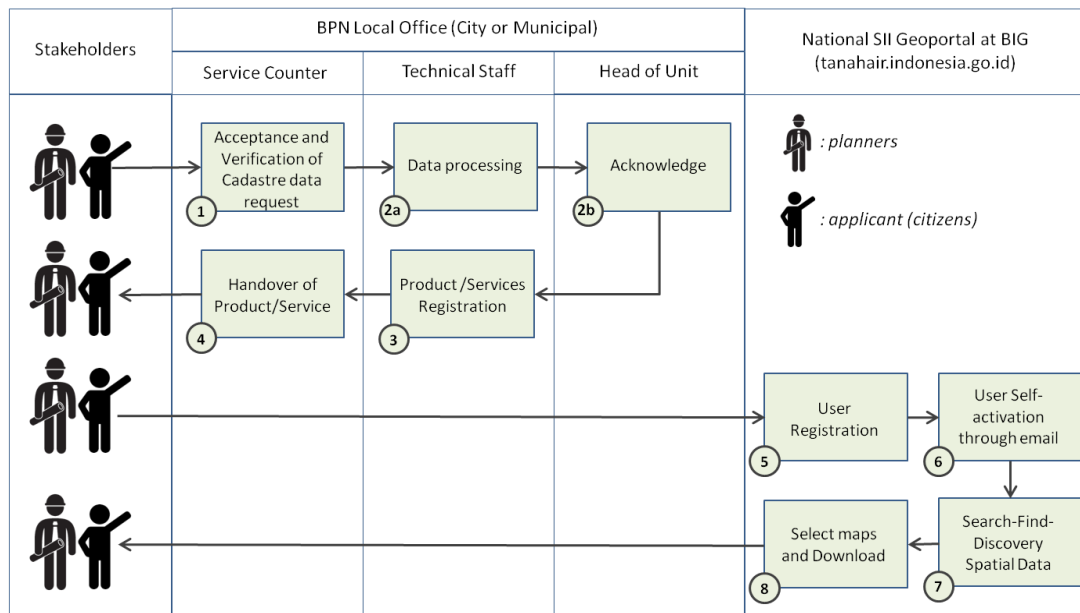 Stakeholders
BPN Local Office (City or Municipal)
National SII Geoportal at BIG
(tanahair.indonesia.go.id)
Service Counter
Technical Staff
Head of Unit
Acceptance and
Verification of
Cadastre data
request
1
Data processing
2a
Acknowledge
2b
: planners
: applicant (citizens)
Handover of
Product/Service
4
Product /Services
Registration
3
User
Registration
5
User Self-
activation
through email
6
Select maps
and Download
8
Search-Find-
Discovery
Spatial Data
7